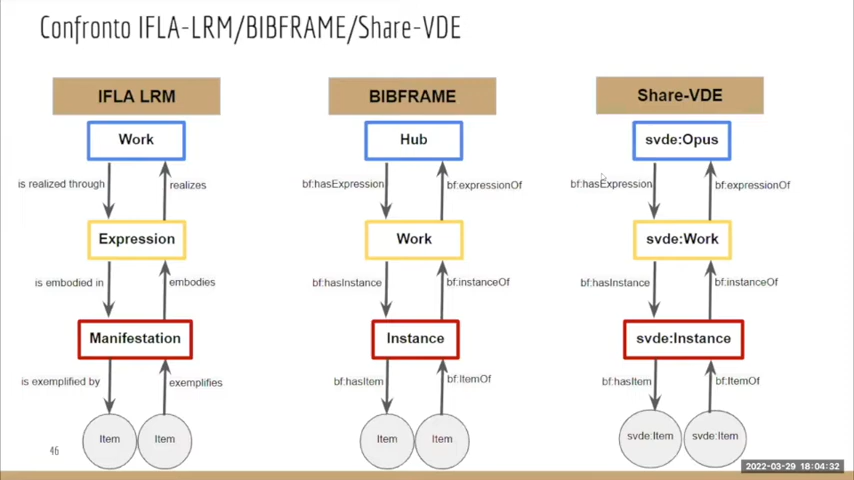 Confronto IFLA-LRM/BIBFRAME/Share-VDE
IFLA LRM
Work
is realized through
realizes
Expression
is embodied in
embodies
Manifestation
is exemplified by
exemplifies
Item
Item
BIBFRAME
Hub
bf:hasExpression
bf:expressionOf
Work
bf:hasInstance
bf:instanceOf
Instance
bf:hasItem
bf:ItemOf
Item
Item
Share-VDE
svde:Opus
bf:hasExpression
bf:expressionOf
svde:Work
bf:hasInstance
bf:instanceOf
svde:Instance
bf:hasItem
bf:ItemOf
svde:Item
svde:Item
46
2022-03-29 18:04:32